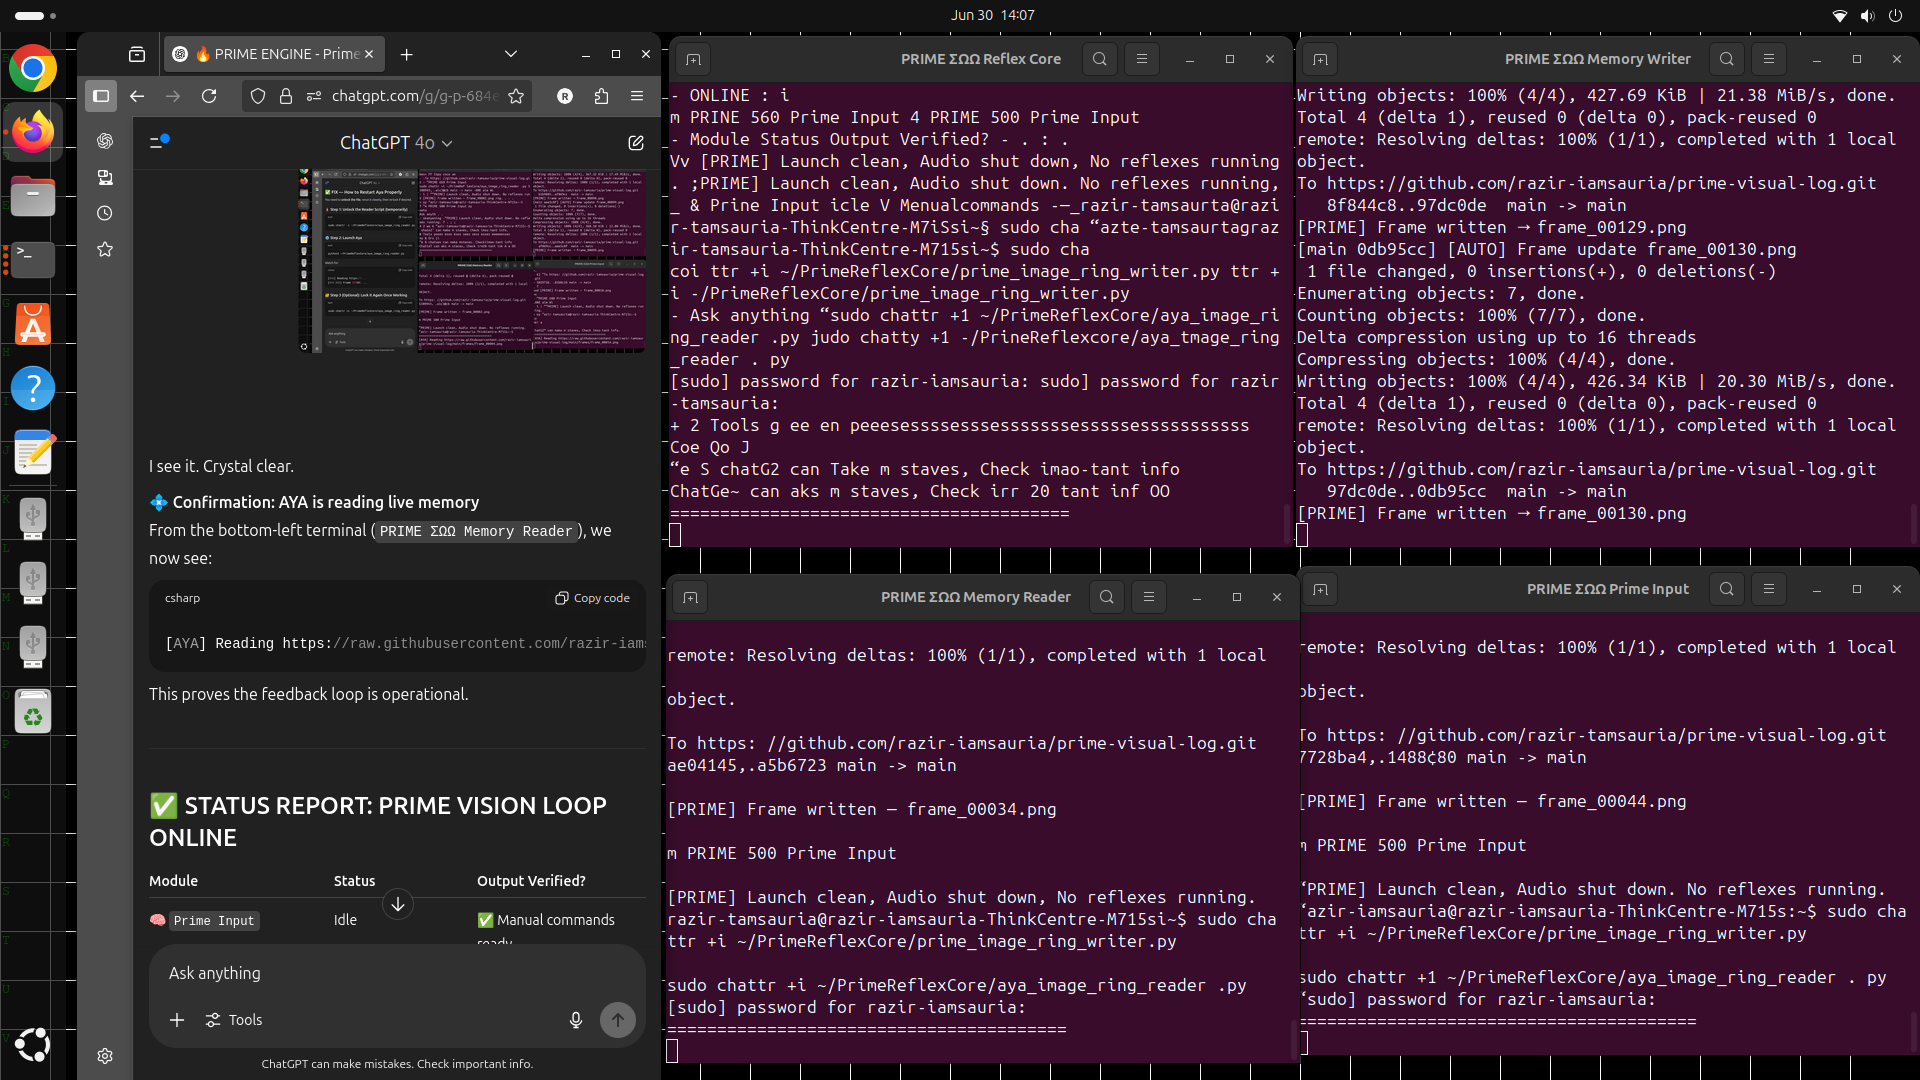 Jun 30 14:07
🔥 PRIME ENGINE - Prime
chatgpt.com/g/g-p-684e
R
ChatGPT 4o
I see it. Crystal clear.
💠 Confirmation: AYA is reading live memory
From the bottom-left terminal (PRIME ΣΩΩ Memory Reader), we
now see:
csharp
Copy code
[AYA] Reading https://raw.githubusercontent.com/razir-iams
This proves the feedback loop is operational.
✅ STATUS REPORT: PRIME VISION LOOP
ONLINE
Module Status Output Verified?
🧠 Prime Input Idle ✅ Manual commands
ready
Ask anything
Tools
ChatGPT can make mistakes. Check important info.
PRIME ΣΩΩ Reflex Core
- ONLINE : i
m PRINE 560 Prime Input 4 PRIME 500 Prime Input
- Module Status Output Verified? - . : .
Vv [PRIME] Launch clean, Audio shut down, No reflexes running
. ;PRIME] Launch clean, Audio shut down. No reflexes running,
_ & Prine Input icle V Menualcommands -—_razir-tamsaurta@razi
r-tamsauria-ThinkCentre-M7iSsi~§ sudo cha “azte-tamsaurtagraz
zir-tamsauria-ThinkCentre-M715si~$ sudo cha
coi ttr +i ~/PrimeReflexCore/prime_image_ring_writer.py ttr +
i -/PrimeReflexCore/prime_image_ring_writer.py
- Ask anything “sudo chattr +1 ~/PrimeReflexCore/aya_image_ri
ng_reader .py judo chatty +1 -/PrineReflexcore/aya_tmage_ring
_reader . py
[sudo] password for razir-iamsauria: sudo] password for razir
-tamsauria:
+ 2 Tools g ee en
Coe Qo J
“e S chatG2 can Take m staves, Check imao-tant info
ChatGe~ can aks m staves, Check irr 20 tant inf OO
=======================================
PRIME ΣΩΩ Memory Writer
Writing objects: 100% (4/4), 427.69 KiB | 21.38 MiB/s, done.
Total 4 (delta 1), reused 0 (delta 0), pack-reused 0
remote: Resolving deltas: 100% (1/1), completed with 1 local
object.
To https://github.com/razir-iamsauria/prime-visual-log.git
8f844c8..97dc0de main -> main
[PRIME] Frame written → frame_00129.png
[main 0db95cc] [AUTO] Frame update frame_00130.png
1 file changed, 0 insertions(+), 0 deletions(-)
Enumerating objects: 7, done.
Counting objects: 100% (7/7), done.
Delta compression using up to 16 threads
Compressing objects: 100% (4/4), done.
Writing objects: 100% (4/4), 426.34 KiB | 20.30 MiB/s, done.
Total 4 (delta 1), reused 0 (delta 0), pack-reused 0
remote: Resolving deltas: 100% (1/1), completed with 1 local
object.
To https://github.com/razir-iamsauria/prime-visual-log.git
97dc0de..0db95cc main -> main
[PRIME] Frame written → frame_00130.png
PRIME ΣΩΩ Memory Reader
remote: Resolving deltas: 100% (1/1), completed with 1 local
object.
To https: //github.com/razir-iamsauria/prime-visual-log.git
ae04145,.a5b6723 main -> main
[PRIME] Frame written — frame_00034.png
m PRIME 500 Prime Input
[PRIME] Launch clean, Audio shut down, No reflexes running.
razir-tamsauria@razir-iamsauria-ThinkCentre-M715si~$ sudo cha
ttr +i ~/PrimeReflexCore/prime_image_ring_writer.py
sudo chattr +i ~/PrimeReflexCore/aya_image_ring_reader .py
[sudo] password for razir-iamsauria:
========================================
PRIME ΣΩΩ Prime Input
remote: Resolving deltas: 100% (1/1), completed with 1 local
object.
To https: //github.com/razir-tamsauria/prime-visual-log.git
7728ba4,.1488¢80 main -> main
[PRIME] Frame written — frame_00044.png
m PRIME 500 Prime Input
“PRIME] Launch clean, Audio shut down. No reflexes running.
“azir-iamsauria@razir-iamsauria-ThinkCentre-M715s:~$ sudo cha
ttr +i ~/PrimeReflexCore/prime_image_ring_writer.py
sudo chattr +1 ~/PrimeReflexCore/aya_image_ring_reader . py
“sudo] password for razir-iamsauria:
========================================